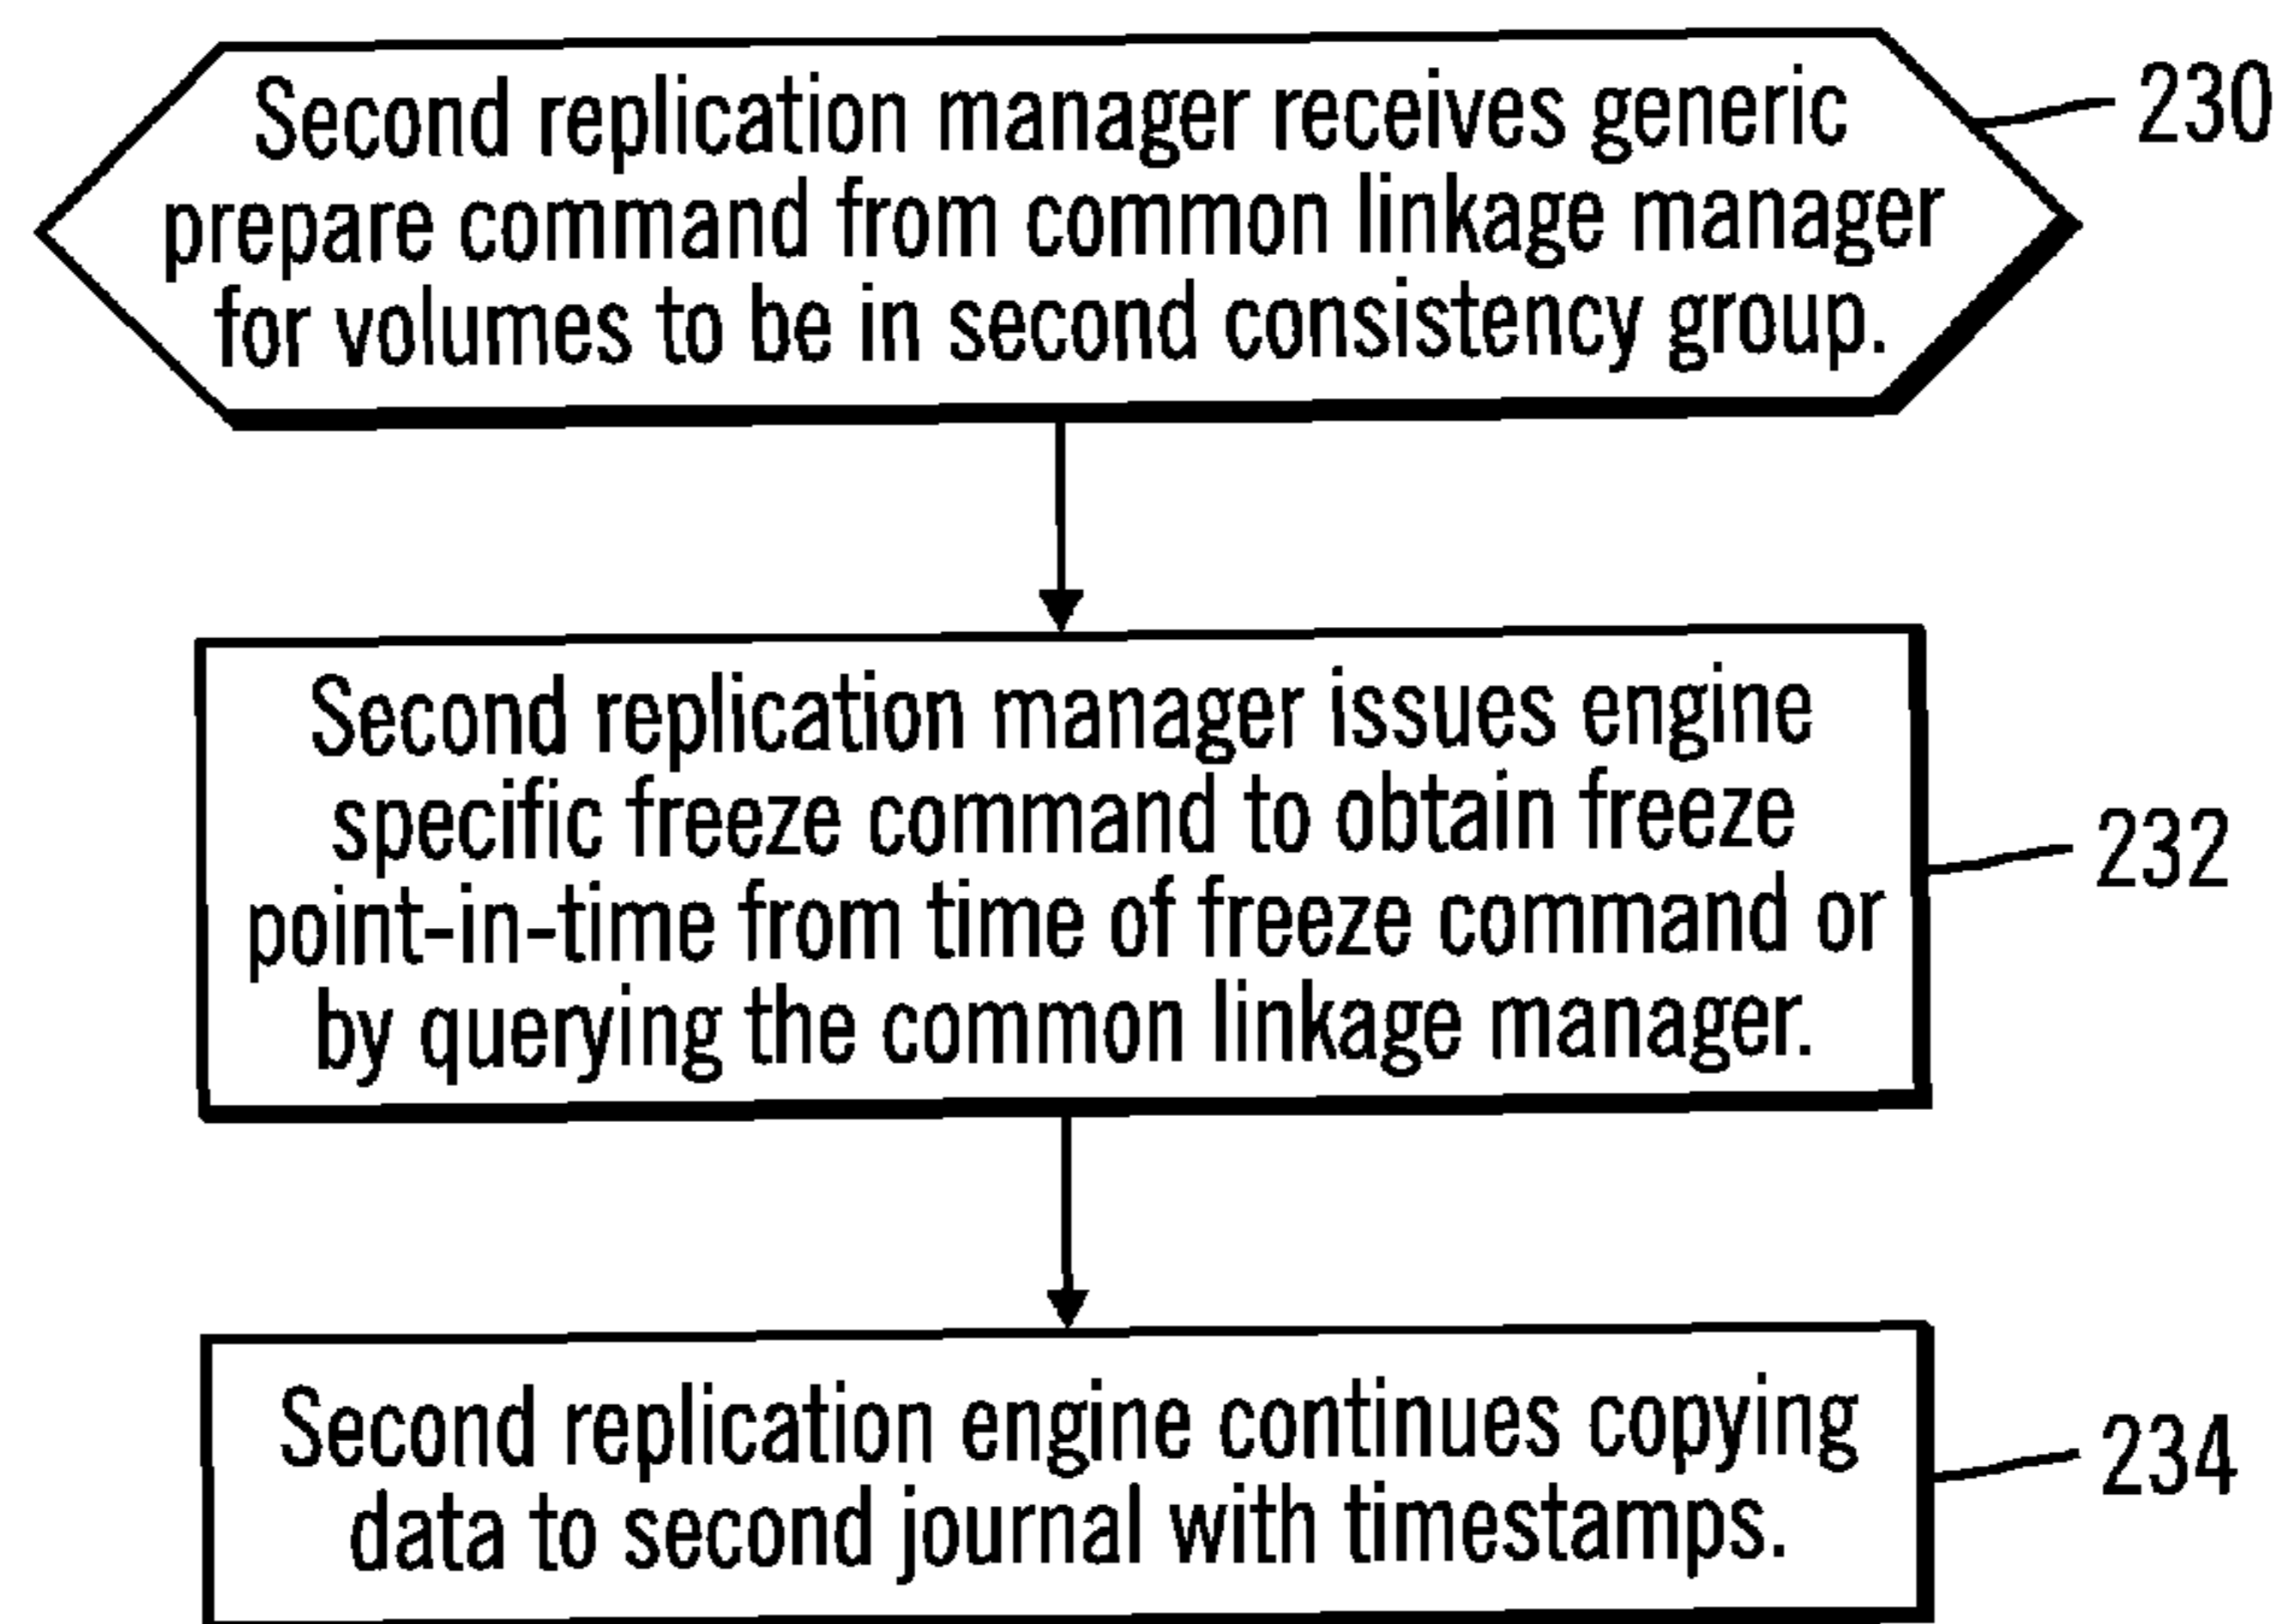 Second replication manager receives generic
prepare command from common linkage manager
for volumes to be in second consistency group.
230
Second replication manager issues engine
specific freeze command to obtain freeze
point-in-time from time of freeze command or
by querying the common linkage manager.
232
Second replication engine continues copying
data to second journal with timestamps.
234